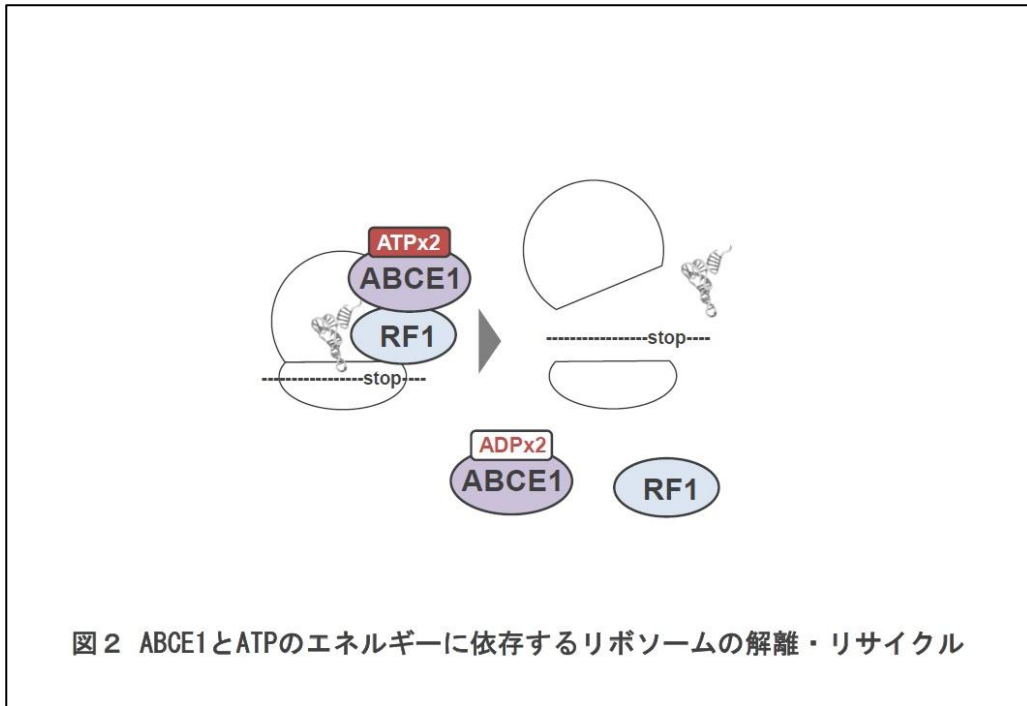 ATPx2
ABCE1
RF1
-----------------stop----
-----------------stop----
ADPx2
ABCE1
RF1
図２ ABCE1とATPのエネルギーに依存するリボソームの解離・リサイクル